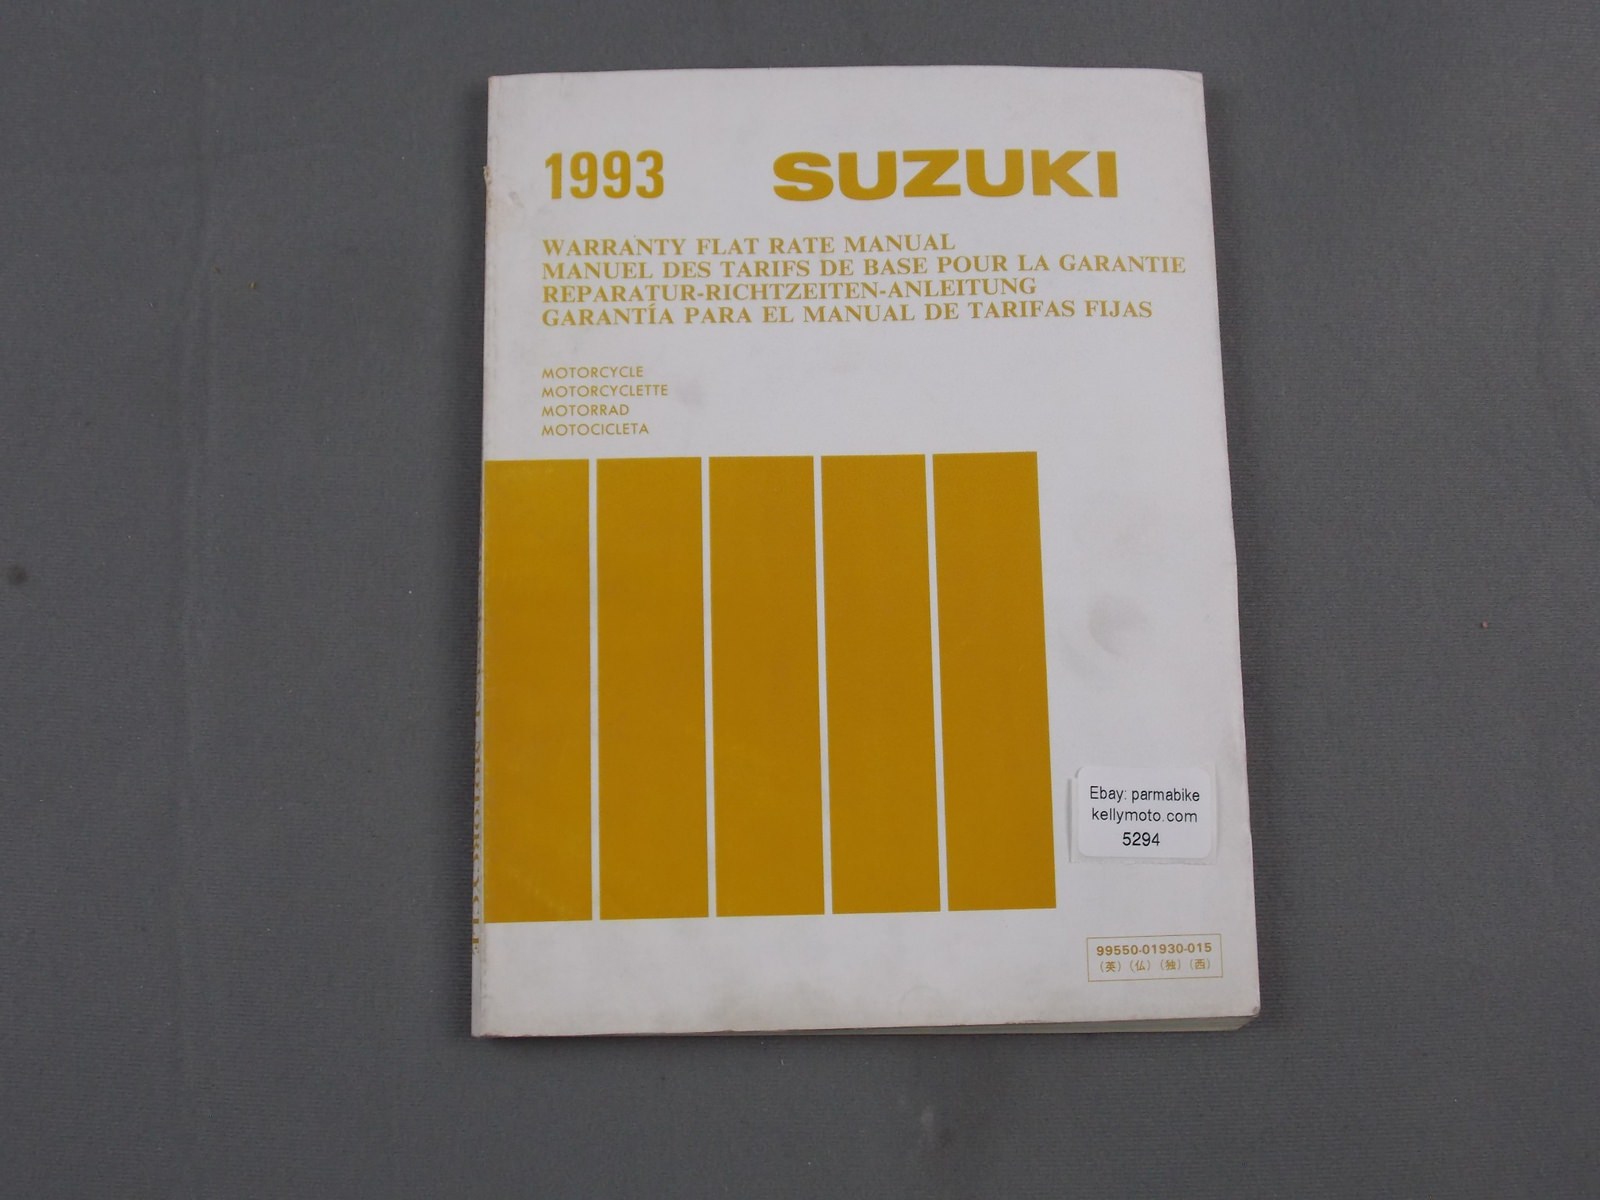 1993 SUZUKI
WARRANTY FLAT RATE MANUAL
MANUEL DES TARIFS DE BASE POUR LA GARANTIE
REPARATUR-RICHTZEITEN-ANLEITUNG
GARANTÍA PARA EL MANUAL DE TARIFAS FIJAS
MOTORCYCLE
MOTORCYCLETTE
MOTORRAD
MOTOCICLETA
Ebay: parmabike
kellymoto.com
5294
99550-01930-015
(英) (仏) (独) (西)
MOTORCYCLE